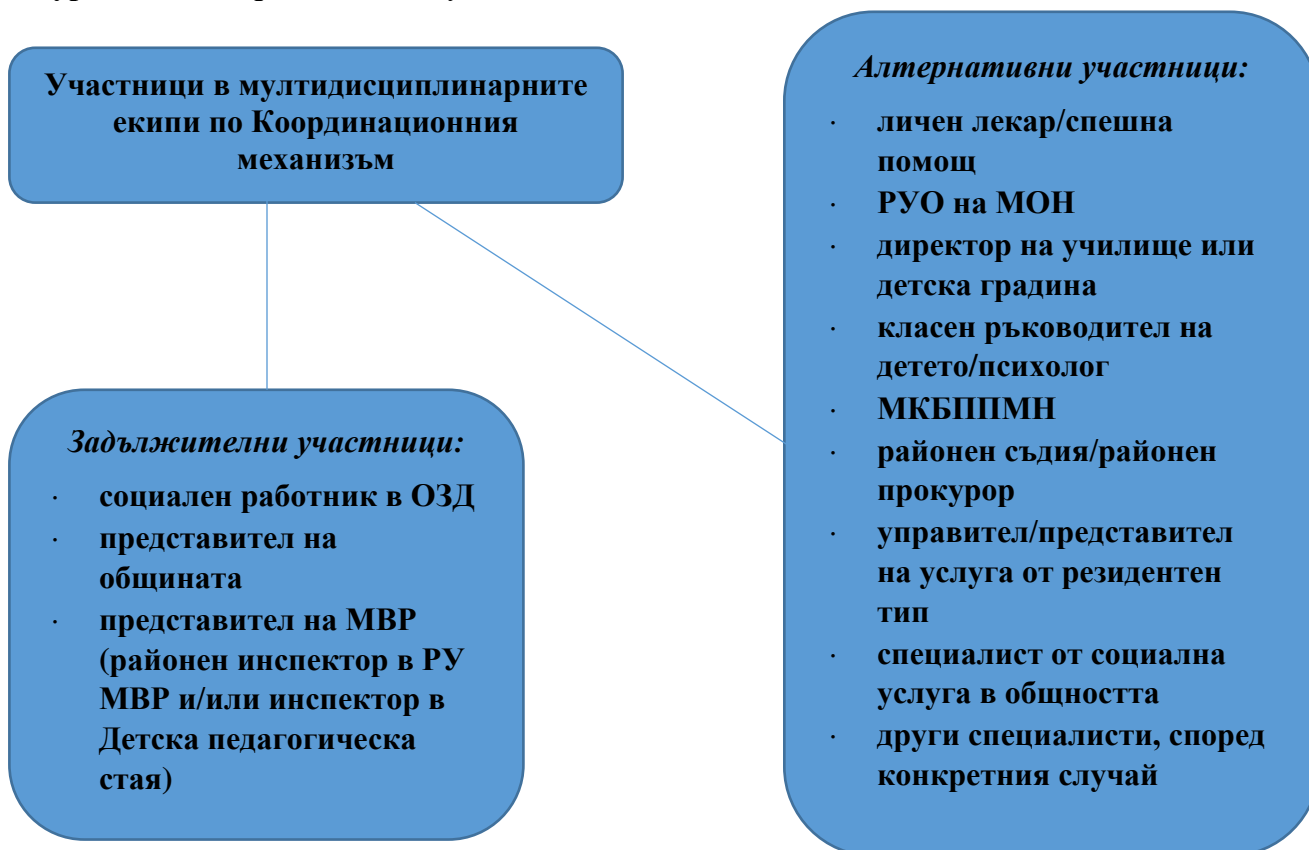 Участници в мултидисциплинарните
екипи по Координационния
механизъм
Задължителни участници:
· социален работник в ОЗД
· представител на
общината
· представител на МВР
(районен инспектор в РУ
МВР и/или инспектор в
Детска педагогическа
стая)
Алтернативни участници:
· личен лекар/спешна
помощ
· РУО на МОН
· директор на училище или
детска градина
· класен ръководител на
детето/психолог
· МКБППМН
· районен съдия/районен
прокурор
· управител/представител
на услуга от резидентен
тип
· специалист от социална
услуга в общността
· други специалисти, според
конкретния случай